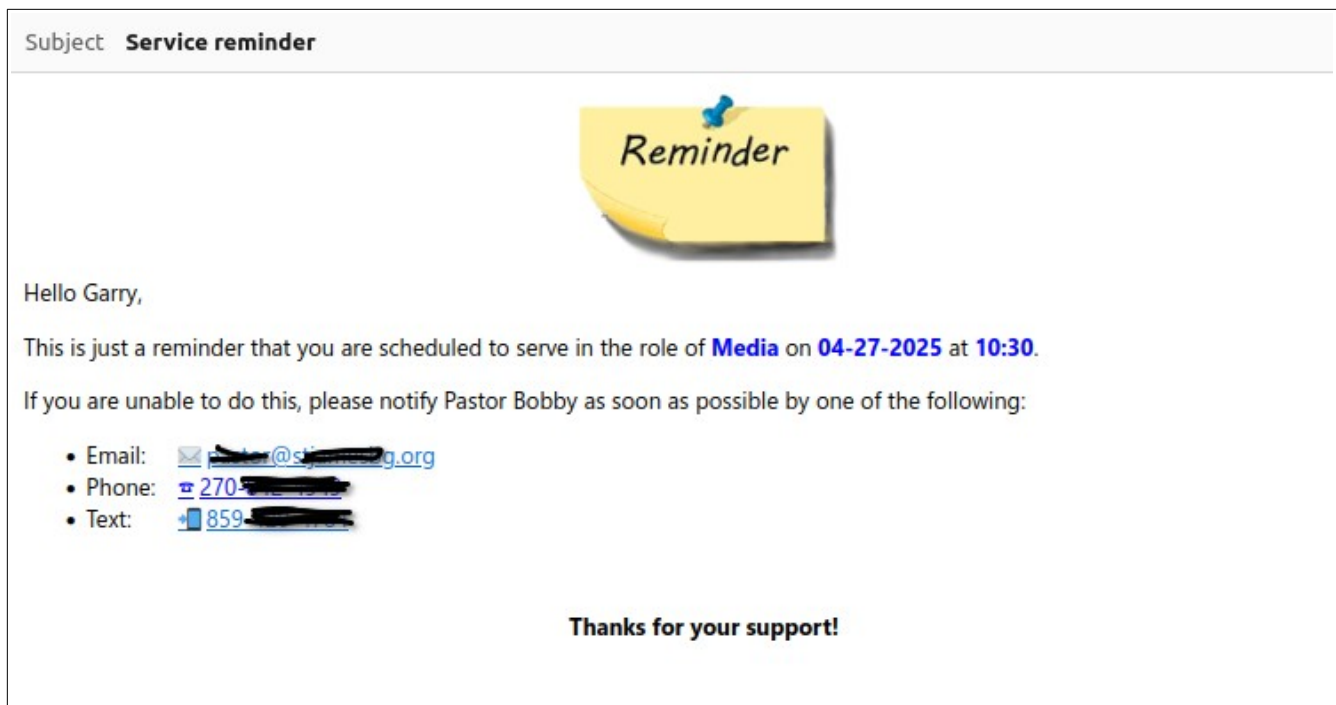 Subject Service reminder
Reminder
Hello Garry,
This is just a reminder that you are scheduled to serve in the role of Media on 04-27-2025 at 10:30.
If you are unable to do this, please notify Pastor Bobby as soon as possible by one of the following:
• Email:
• Phone: 270-
• Text: 859-
Thanks for your support!